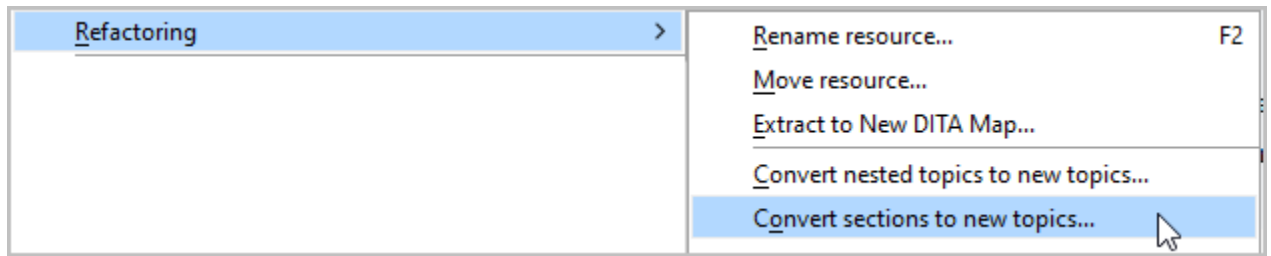 Refactoring >
Rename resource... F2
Move resource...
Extract to New DITA Map...
Convert nested topics to new topics...
Convert sections to new topics...